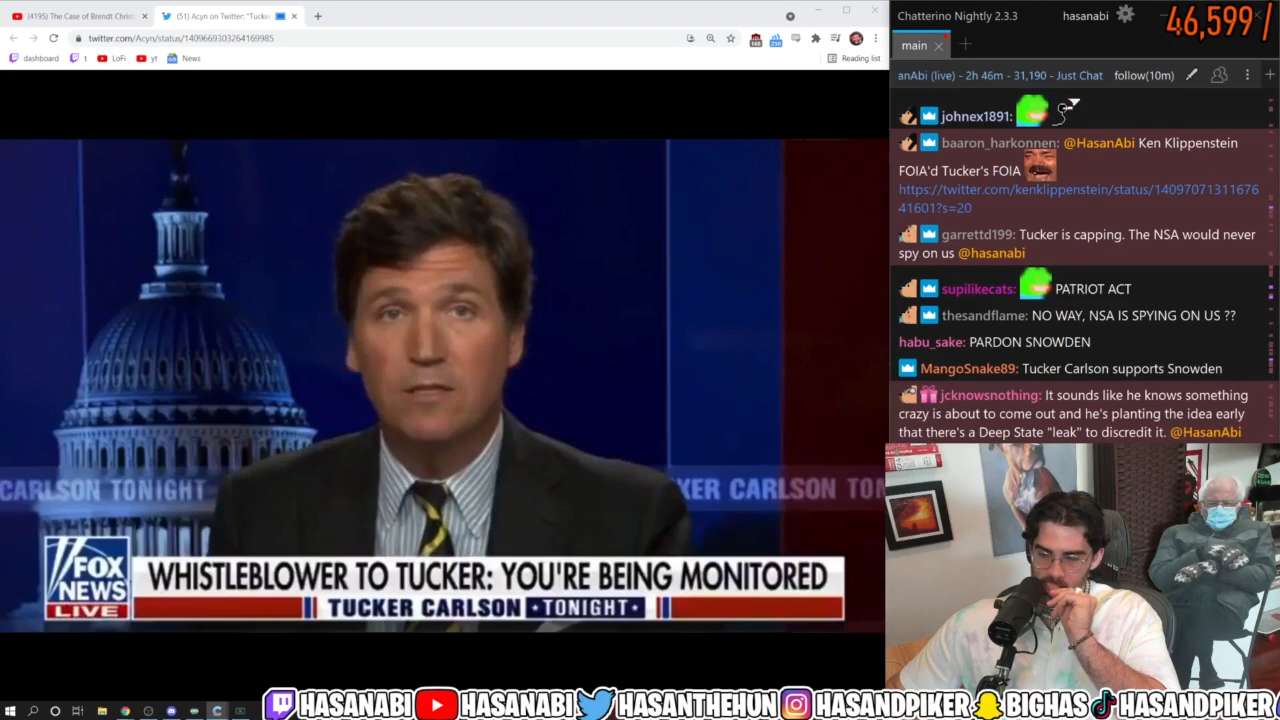 (4195) The Case of Brendt Christ
(51) Acyn on Twitter: "Tucke
twitter.com/Acyn/status/1409669303264169985
dashboard
t
LoFi
yt
News
Reading list
CARLSON TONIGHT
KER CARLSON TON
FOX
NEWS
LIVE
WHISTLEBLOWER TO TUCKER: YOU'RE BEING MONITORED
TUCKER CARLSON TONIGHT
Chatterino Nightly 2.3.3
hasanabi
46,599 /
main
anAbi (live) - 2h 46m - 31,190 - Just Chat
follow(10m)
johnex1891:
baaron_harkonnen: @HasanAbi Ken Klippenstein
FOIA'd Tucker's FOIA
https://twitter.com/kenklippenstein/status/14097071311676
41601?s=20
garrettd199: Tucker is capping. The NSA would never
spy on us @hasanabi
supilikecats: PATRIOT ACT
thesandflame: NO WAY, NSA IS SPYING ON US ??
habu_sake: PARDON SNOWDEN
MangoSnake89: Tucker Carlson supports Snowden
jcknowsnothing: It sounds like he knows something
crazy is about to come out and he's planting the idea early
that there's a Deep State "leak" to discredit it. @HasanAbi
HASANABI HASANABI HASANTHEHUN HASANDPIKER BIGHAS HASANDPIKER